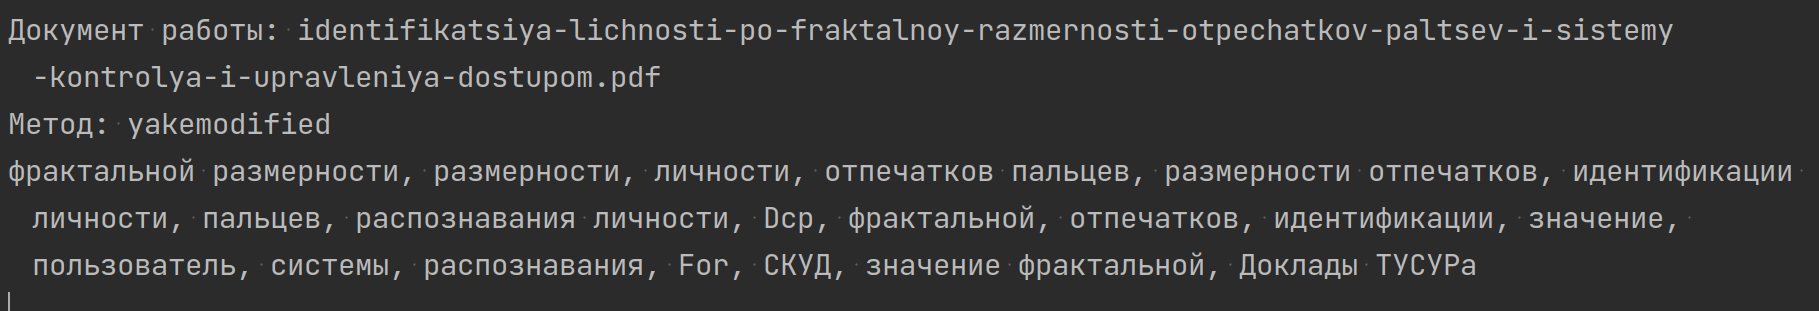 Документ работы: identifikatsiya-lichnosti-po-fraktalnoy-razmernosti-otpechatkov-paltsev-i-sistemy
-kontrolya-i-upravleniya-dostupom.pdf
Метод: yakemodified
фрактальной размерности, размерности, личности, отпечатков пальцев, размерности отпечатков, идентификации
личности, пальцев, распознавания личности, Dср, фрактальной, отпечатков, идентификации, значение,
пользователь, системы, распознавания, For, СКУД, значение фрактальной, Доклады ТУСУРа